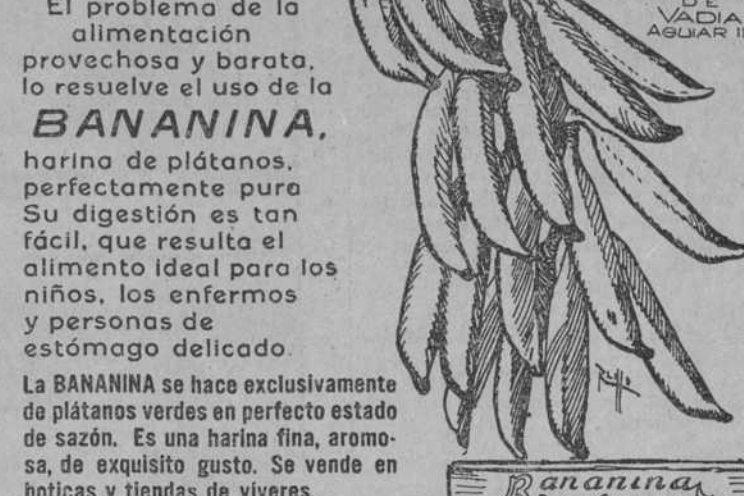 El problema de la
alimentación
provechosa y barata,
lo resuelve el uso de la
BANANINA,
harina de plátanos,
perfectamente pura
Su digestión es tan
fácil, que resulta el
alimento ideal para los
niños, los enfermos
y personas de
estómago delicado.
La BANANINA se hace exclusivamente
de plátanos verdes en perfecto estado
de sazón. Es una harina fina, aromo-
sa, de exquisito gusto. Se vende en
boticas y tiendas de víveres.
DE
VADIA
AGUIAR
Bananina